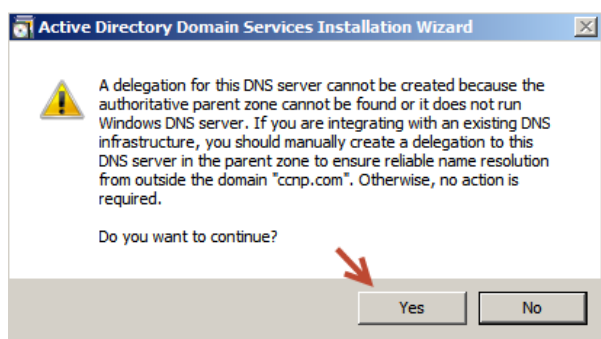 Active Directory Domain Services Installation Wizard
A delegation for this DNS server cannot be created because the
authoritative parent zone cannot be found or it does not run
Windows DNS server. If you are integrating with an existing DNS
infrastructure, you should manually create a delegation to this
DNS server in the parent zone to ensure reliable name resolution
from outside the domain "ccnp.com". Otherwise, no action is
required.
Do you want to continue?
Yes
No